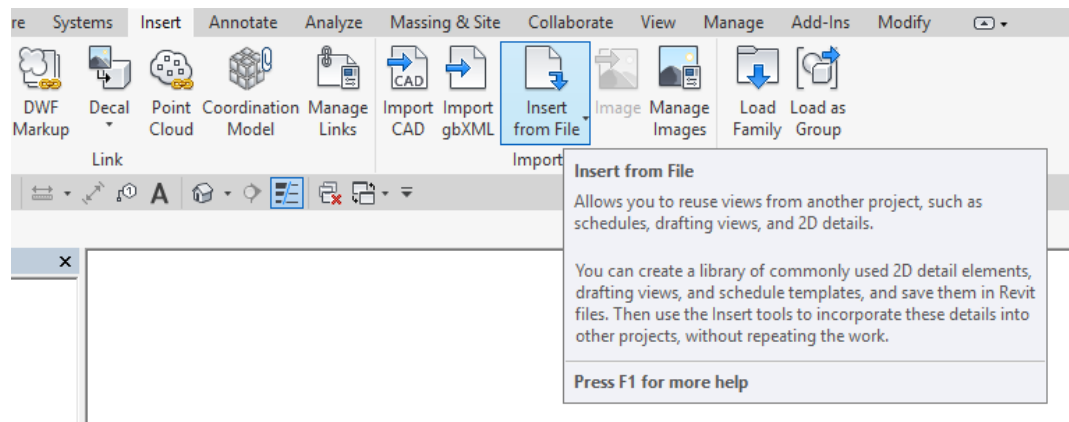 re Systems Insert Annotate Analyze Massing & Site Collaborate View Manage Add-Ins Modify
DWF Decal Point Coordination Manage Import Import Insert Image Manage Load Load as
Markup Cloud Model Links CAD gbXML from File Images Family Group
CAD
Link Import
A
Insert from File
Allows you to reuse views from another project, such as
schedules, drafting views, and 2D details.
You can create a library of commonly used 2D detail elements,
drafting views, and schedule templates, and save them in Revit
files. Then use the Insert tools to incorporate these details into
other projects, without repeating the work.
Press F1 for more help